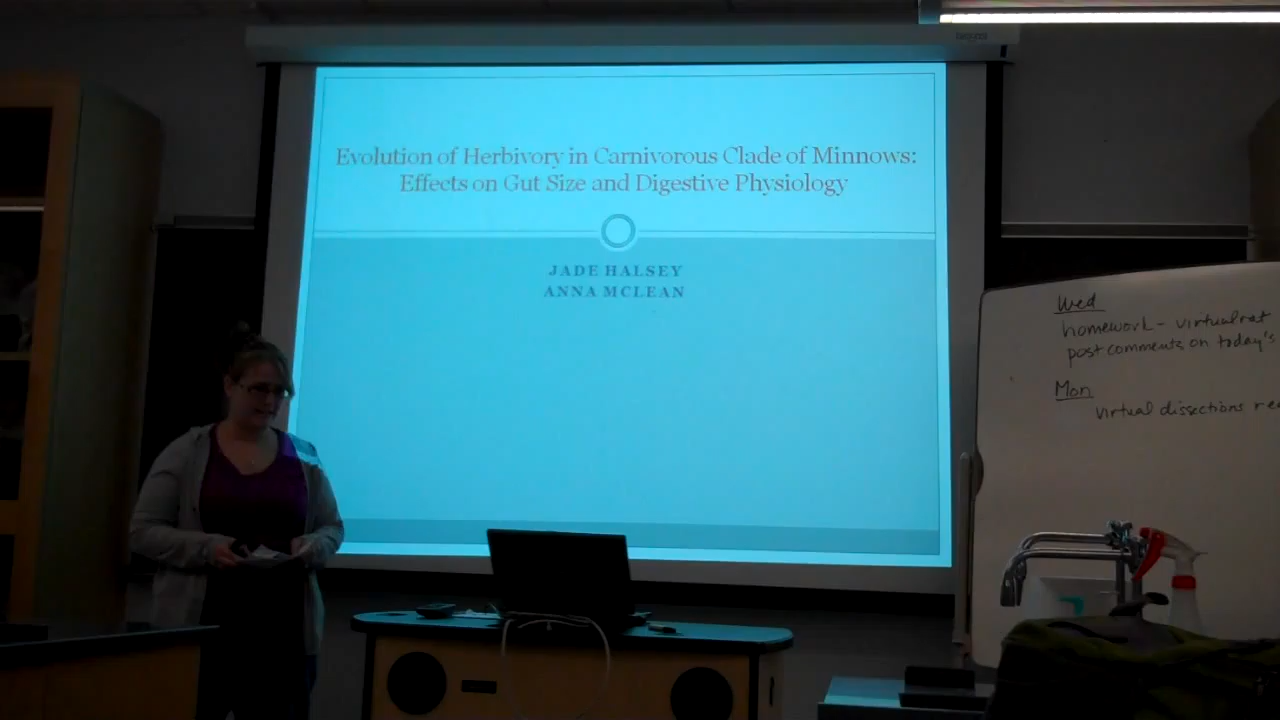 Evolution of Herbivory in Carnivorous Clade of Minnows:
Effects on Gut Size and Digestive Physiology
JADE HALSEY
ANNA MCLEAN
Wed
homework - virtual rat
post comments on today's
Mon
virtual dissections